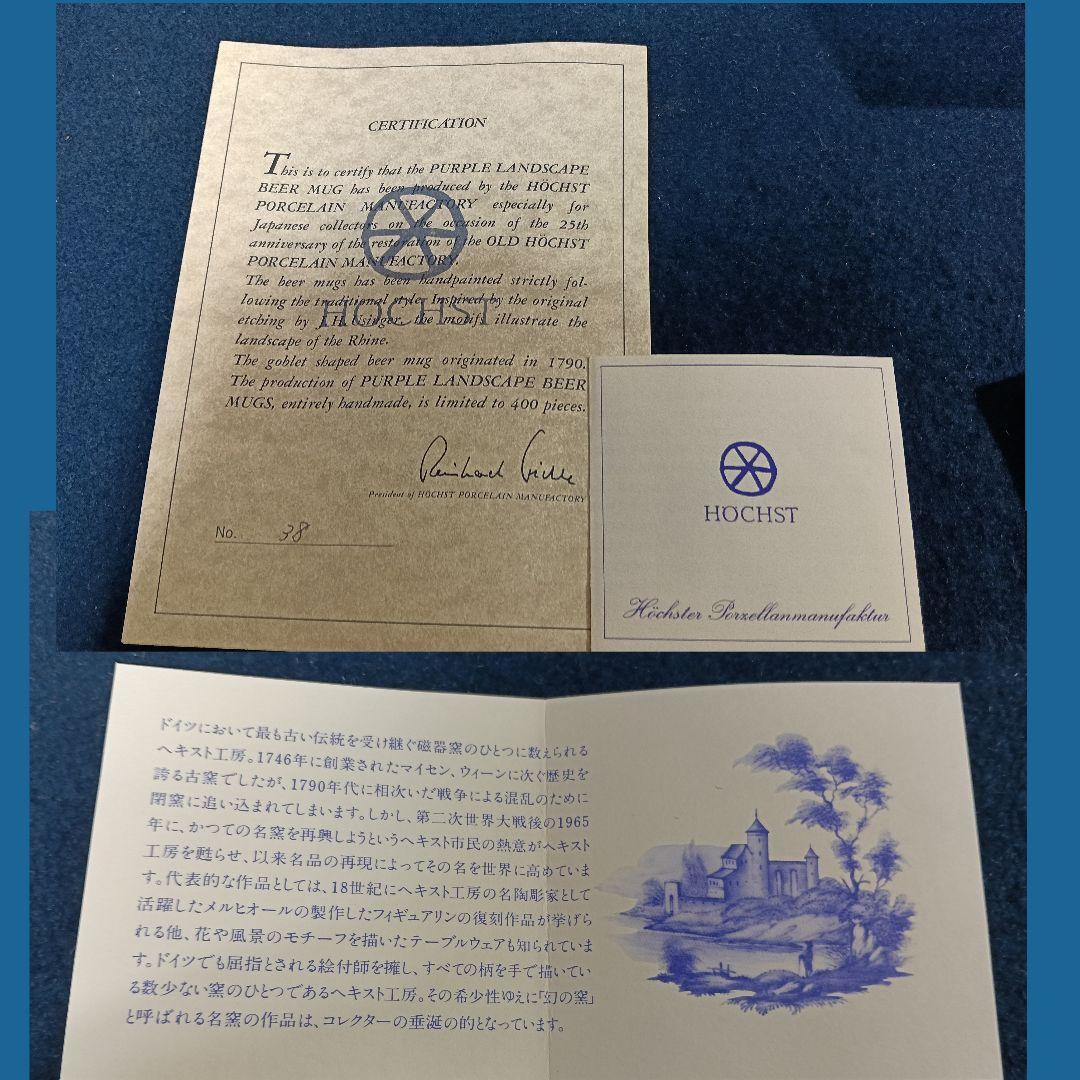 CERTIFICATION
This is to certify that the PURPLE LANDSCAPE
BEER MUG has been produced by the HÖCHST
PORCELAIN MANUFACTORY especially for
Japanese collectors on the occasion of the 25th
anniversary of the restoration of the OLD HÖCHST
PORCELAIN MANUFACTORY.
The beer mugs has been handpainted strictly fol-
lowing the traditional style. Inspired by the original
etching by J.H. Usinger, the motifs illustrate the
landscape of the Rhine.
The goblet shaped beer mug originated in 1790.
The production of PURPLE LANDSCAPE BEER
MUGS, entirely handmade, is limited to 400 pieces.
HÖCHST
President of HÖCHST PORCELAIN MANUFACTORY
No. 38
HÖCHST
Höchster Porzellanmanufaktur
ドイツにおいて最も古い伝統を受け継ぐ磁器窯のひとつに数えられる
ヘキスト工房。1746年に創業されたマイセン、ウィーンに次ぐ歴史を
誇る古窯でしたが、1790年代に相次いだ戦争による混乱のために
閉窯に追い込まれてしまいます。しかし、第二次世界大戦後の1965
年に、かつての名窯を再興しようというヘキスト市民の熱意がヘキスト
工房を甦らせ、以来名品の再現によってその名を世界に高めていま
す。代表的な作品としては、18世紀にヘキスト工房の名陶彫家として
活躍したメルヒオールの製作したフィギュアリンの復刻作品が挙げら
れる他、花や風景のモチーフを描いたテーブルウェアも知られていま
す。ドイツでも屈指とされる絵付師を擁し、すべての柄を手で描いてい
る数少ない窯のひとつであるヘキスト工房。その希少性ゆえに「幻の窯」
と呼ばれる名窯の作品は、コレクターの垂涎の的となっています。